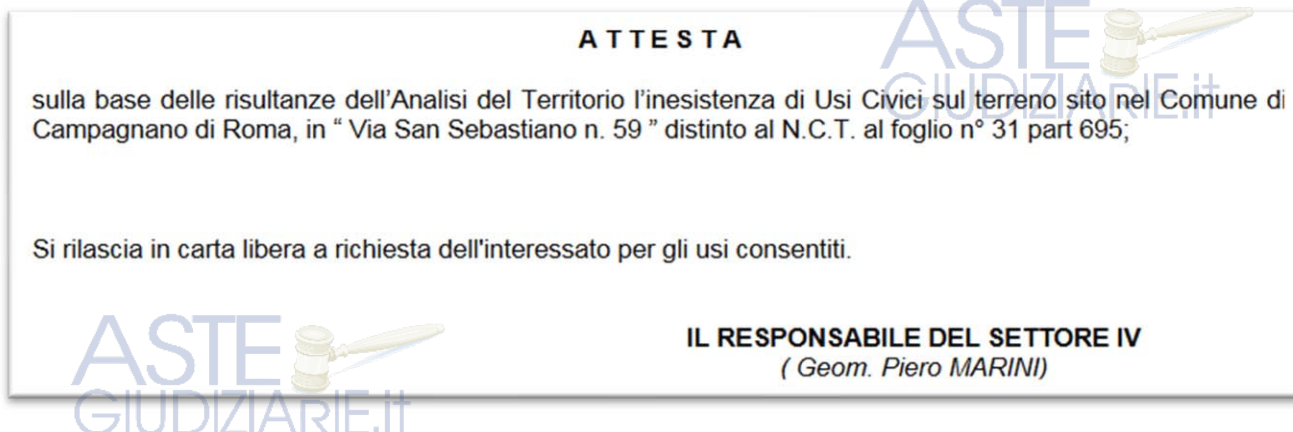 ATTESTA
sulla base delle risultanze dell'Analisi del Territorio l'inesistenza di Usi Civici sul terreno sito nel Comune di
Campagnano di Roma, in “ Via San Sebastiano n. 59 ” distinto al N.C.T. al foglio n° 31 part 695;
Si rilascia in carta libera a richiesta dell'interessato per gli usi consentiti.
IL RESPONSABILE DEL SETTORE IV
( Geom. Piero MARINI)
ASTE
GIUDIZIARIE.it
ASTE
GIUDIZIARIE.it